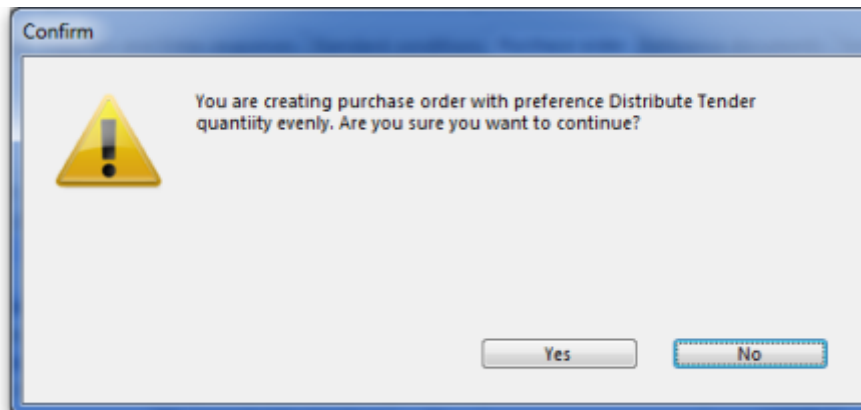 Confirm
You are creating purchase order with preference Distribute Tender
quantiity evenly. Are you sure you want to continue?
Yes
No